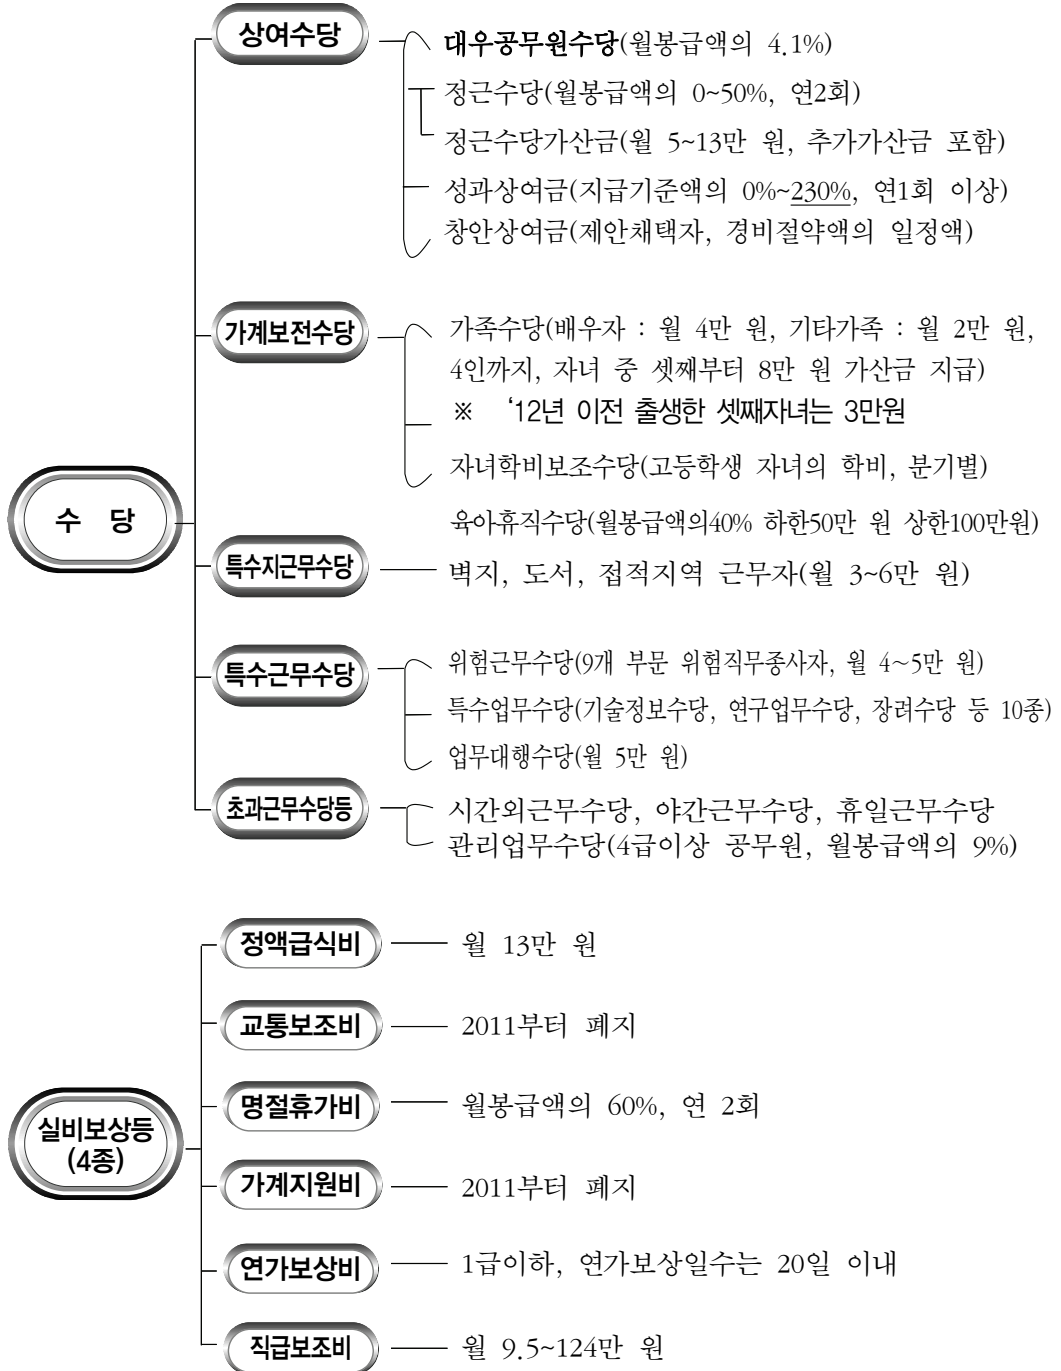 상여수당
대우공무원수당(월봉급액의 4.1%)
정근수당(월봉급액의 0~50%, 연2회)
정근수당가산금(월 5~13만 원, 추가가산금 포함)
성과상여금(지급기준액의 0%~230%, 연1회 이상)
창안상여금(제안채택자, 경비절약액의 일정액)
가계보전수당
가족수당(배우자 : 월 4만 원, 기타가족 : 월 2만 원,
4인까지, 자녀 중 셋째부터 8만 원 가산금 지급)
※ ‘12년 이전 출생한 셋째자녀는 3만원
자녀학비보조수당(고등학생 자녀의 학비, 분기별)
수 당
육아휴직수당(월봉급액의40% 하한50만 원 상한100만원)
특수지근무수당
벽지, 도서, 접적지역 근무자(월 3~6만 원)
특수근무수당
위험근무수당(9개 부문 위험직무종사자, 월 4～5만 원)
특수업무수당(기술정보수당, 연구업무수당, 장려수당 등 10종)
업무대행수당(월 5만 원)
초과근무수당등
시간외근무수당, 야간근무수당, 휴일근무수당
관리업무수당(4급이상 공무원, 월봉급액의 9%)
정액급식비
월 13만 원
교통보조비
2011부터 폐지
명절휴가비
월봉급액의 60%, 연 2회
실비보상등
(4종)
가계지원비
2011부터 폐지
연가보상비
1급이하, 연가보상일수는 20일 이내
직급보조비
월 9.5~124만 원